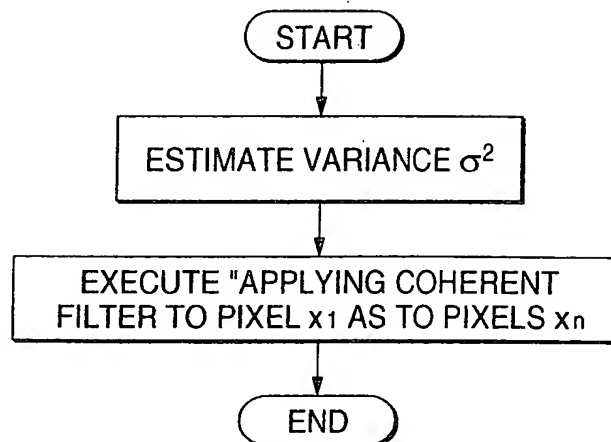 START
ESTIMATE VARIANCE σ²
EXECUTE "APPLYING COHERENT
FILTER TO PIXEL x1 AS TO PIXELS xn
END